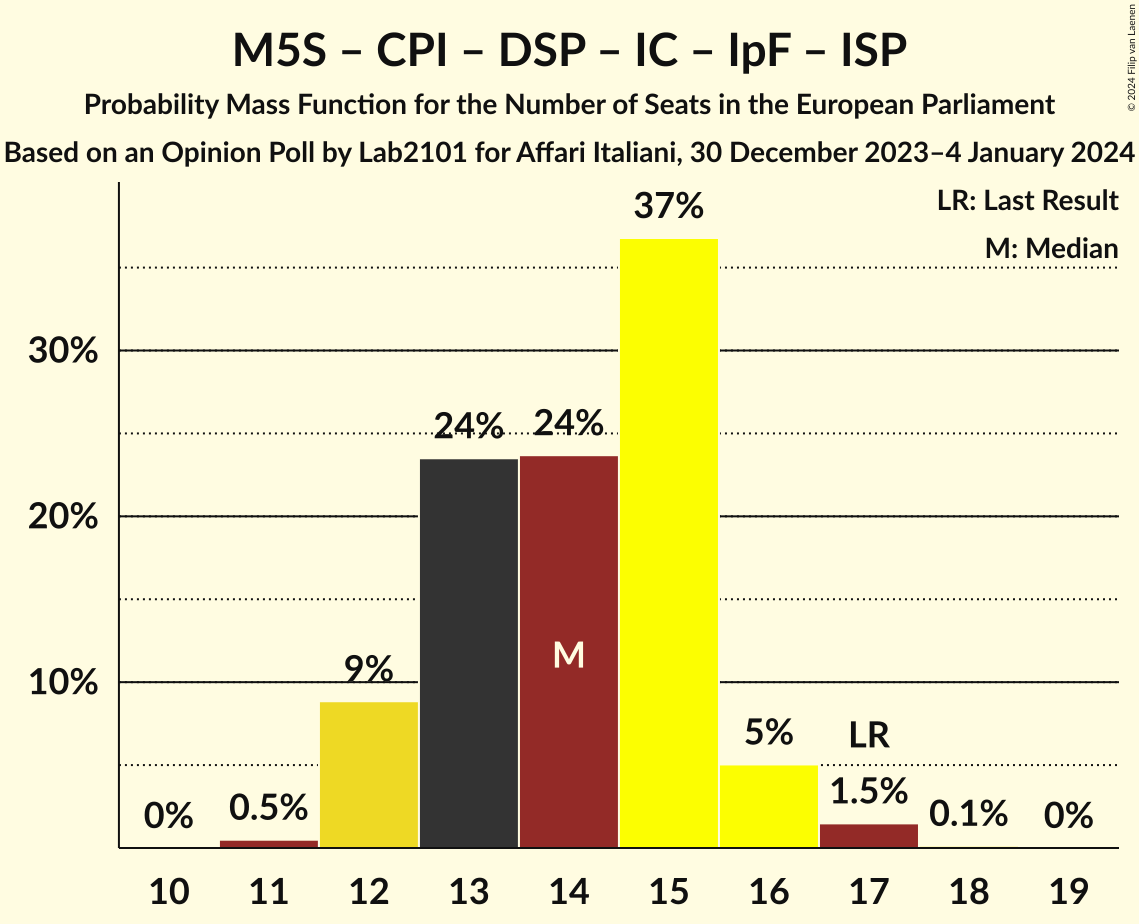 M5S – CPI – DSP – IC – IpF – ISP
Probability Mass Function for the Number of Seats in the European Parliament
Based on an Opinion Poll by Lab2101 for Affari Italiani, 30 December 2023–4 January 2024
© 2024 Filip van Laenen
LR: Last Result
M: Median
30%
20%
10%
0%
0.5%
9%
24%
24%
37%
5%
LR
1.5%
0.1%
0%
M
10 11 12 13 14 15 16 17 18 19